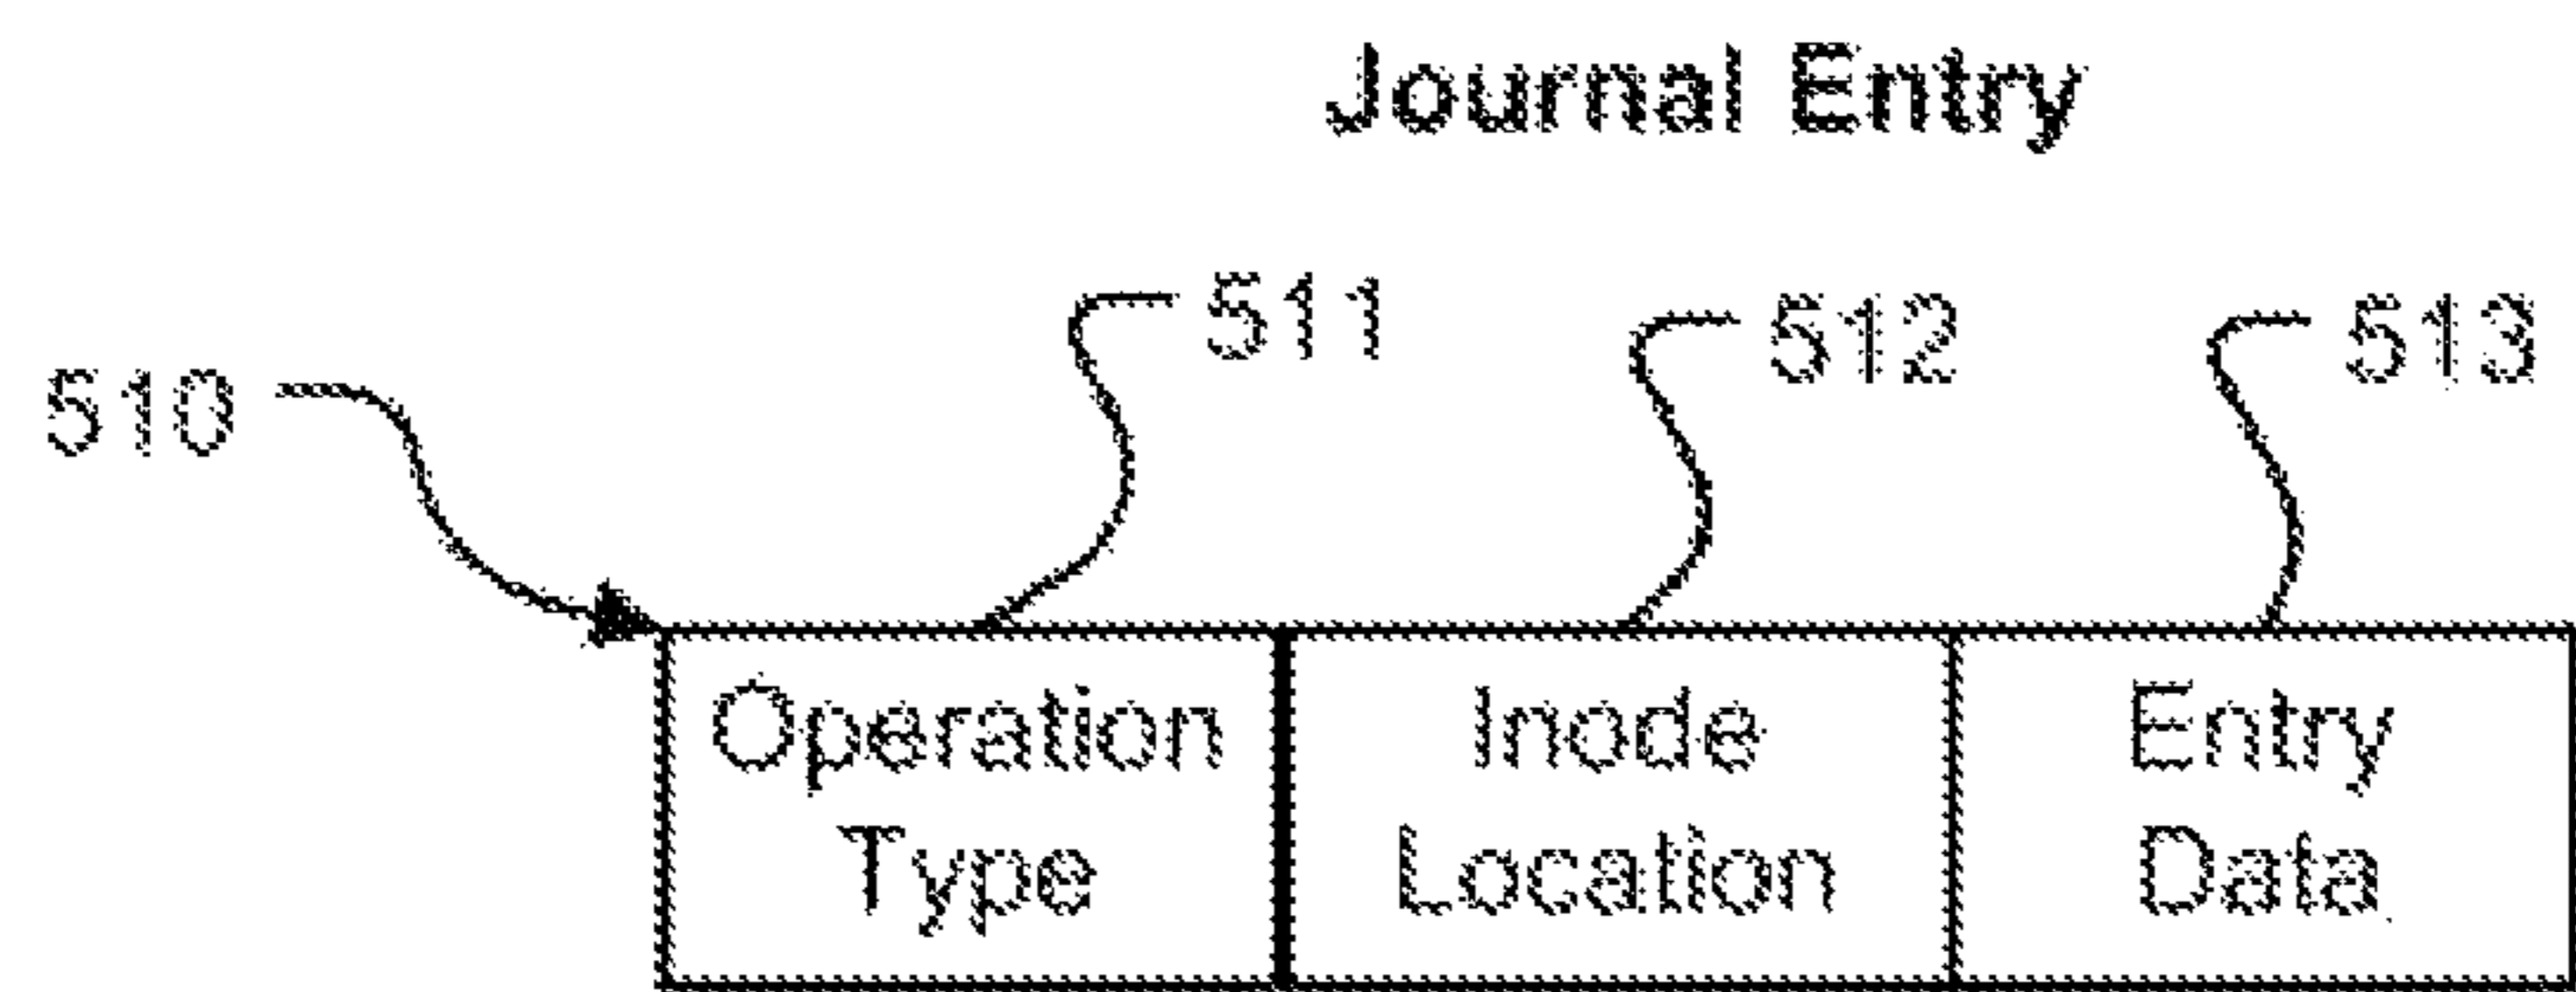 Journal Entry
511
512
513
510
Operation
Type
Inode
Location
Entry
Data